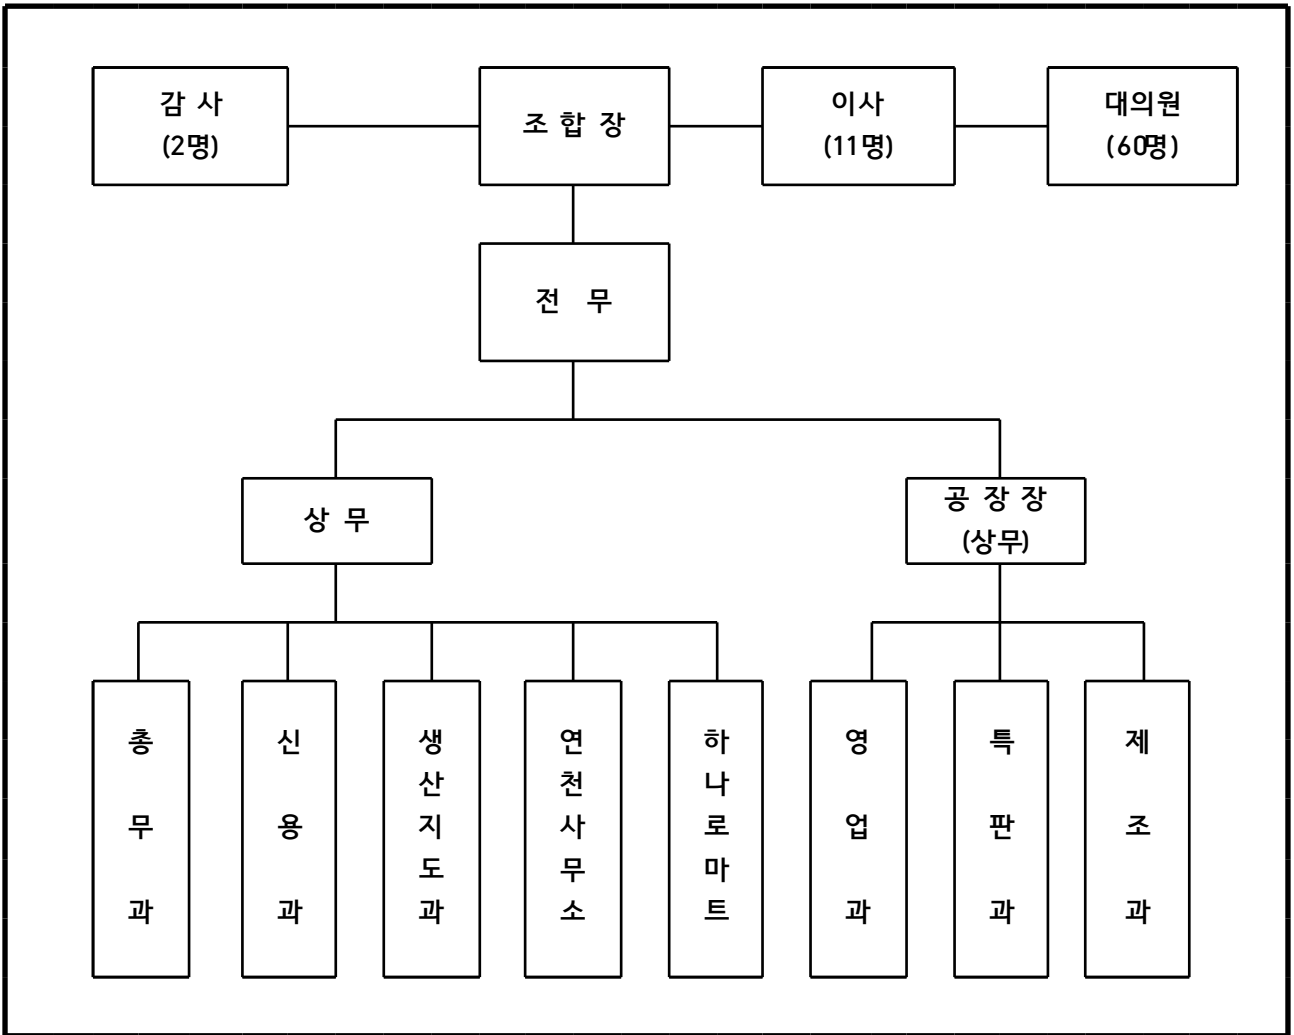 감 사
(2명)
조 합 장
이사
(11명)
대의원
(60명)
전 무
상 무
공 장 장
(상무)
총무과
신용과
생산지도과
연천사무소
하나로마트
영업과
특판과
제조과